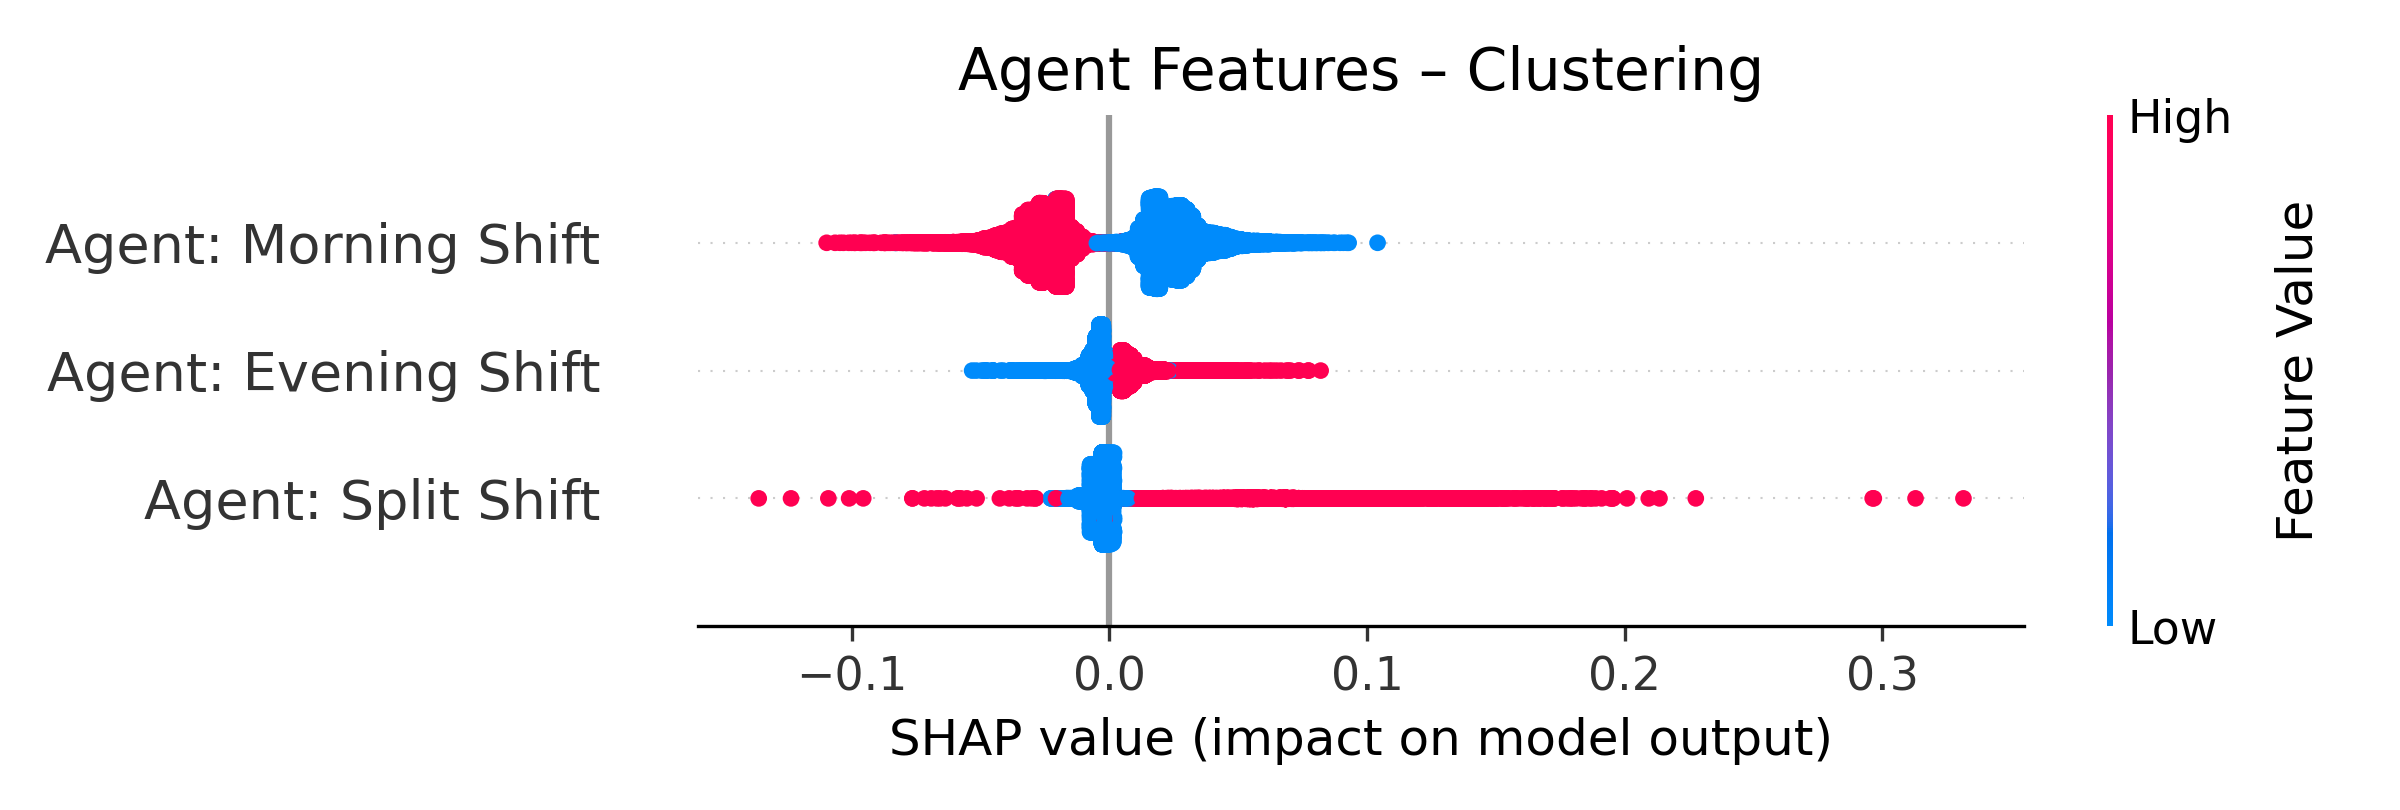 Agent Features – Clustering
High
Agent: Morning Shift
Agent: Evening Shift
Agent: Split Shift
Feature Value
Low
−0.1 0.0 0.1 0.2 0.3
SHAP value (impact on model output)